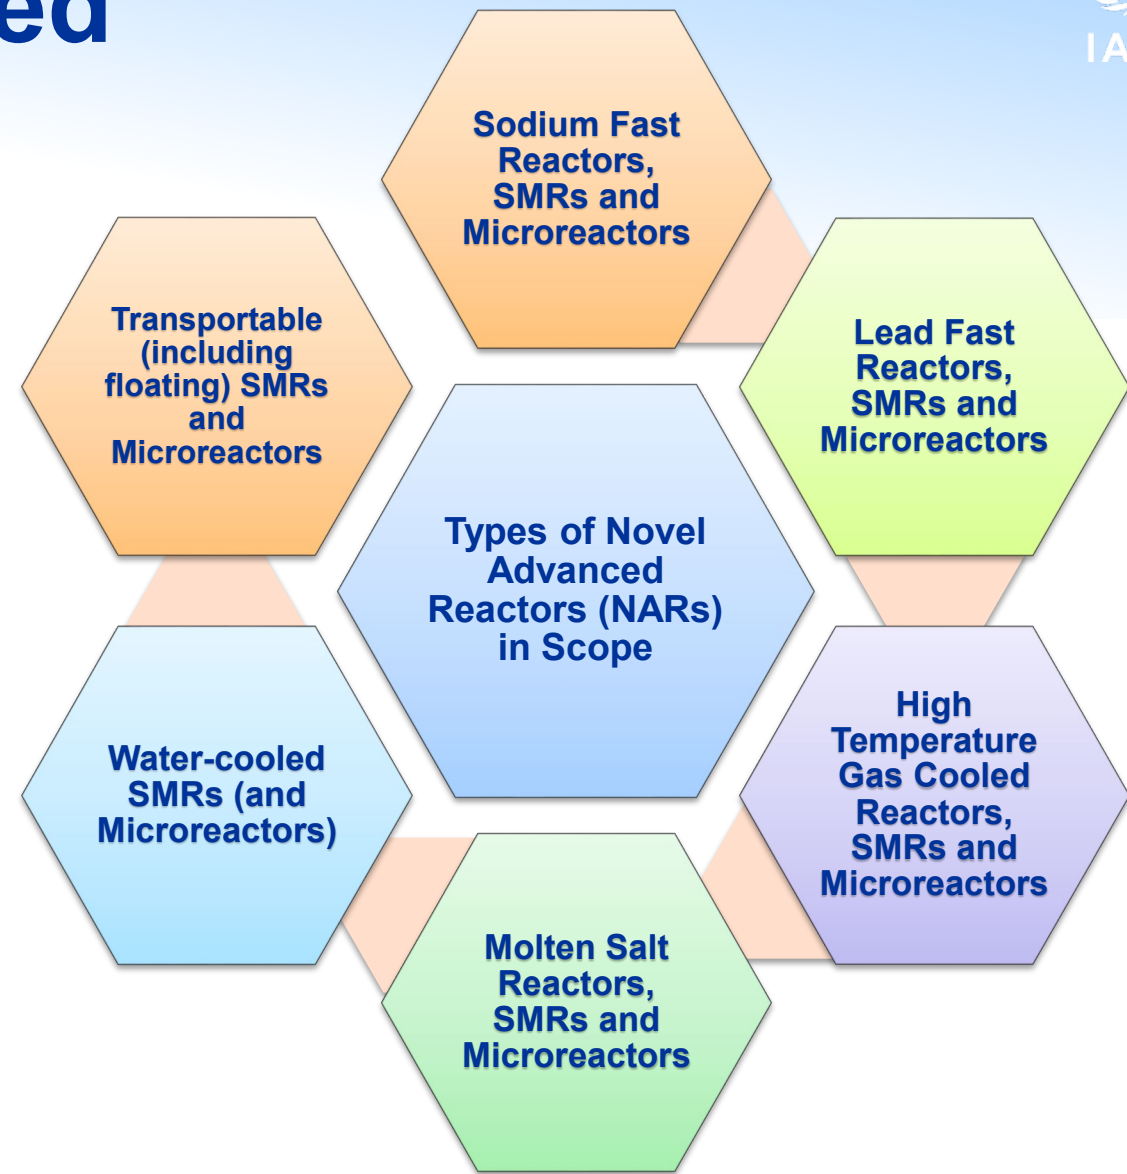 Sodium Fast
Reactors,
SMRs and
Microreactors
Transportable
(including
floating) SMRs
and
Microreactors
Lead Fast
Reactors,
SMRs and
Microreactors
Types of Novel
Advanced
Reactors (NARs)
in Scope
Water-cooled
SMRs (and
Microreactors)
High
Temperature
Gas Cooled
Reactors,
SMRs and
Microreactors
Molten Salt
Reactors,
SMRs and
Microreactors